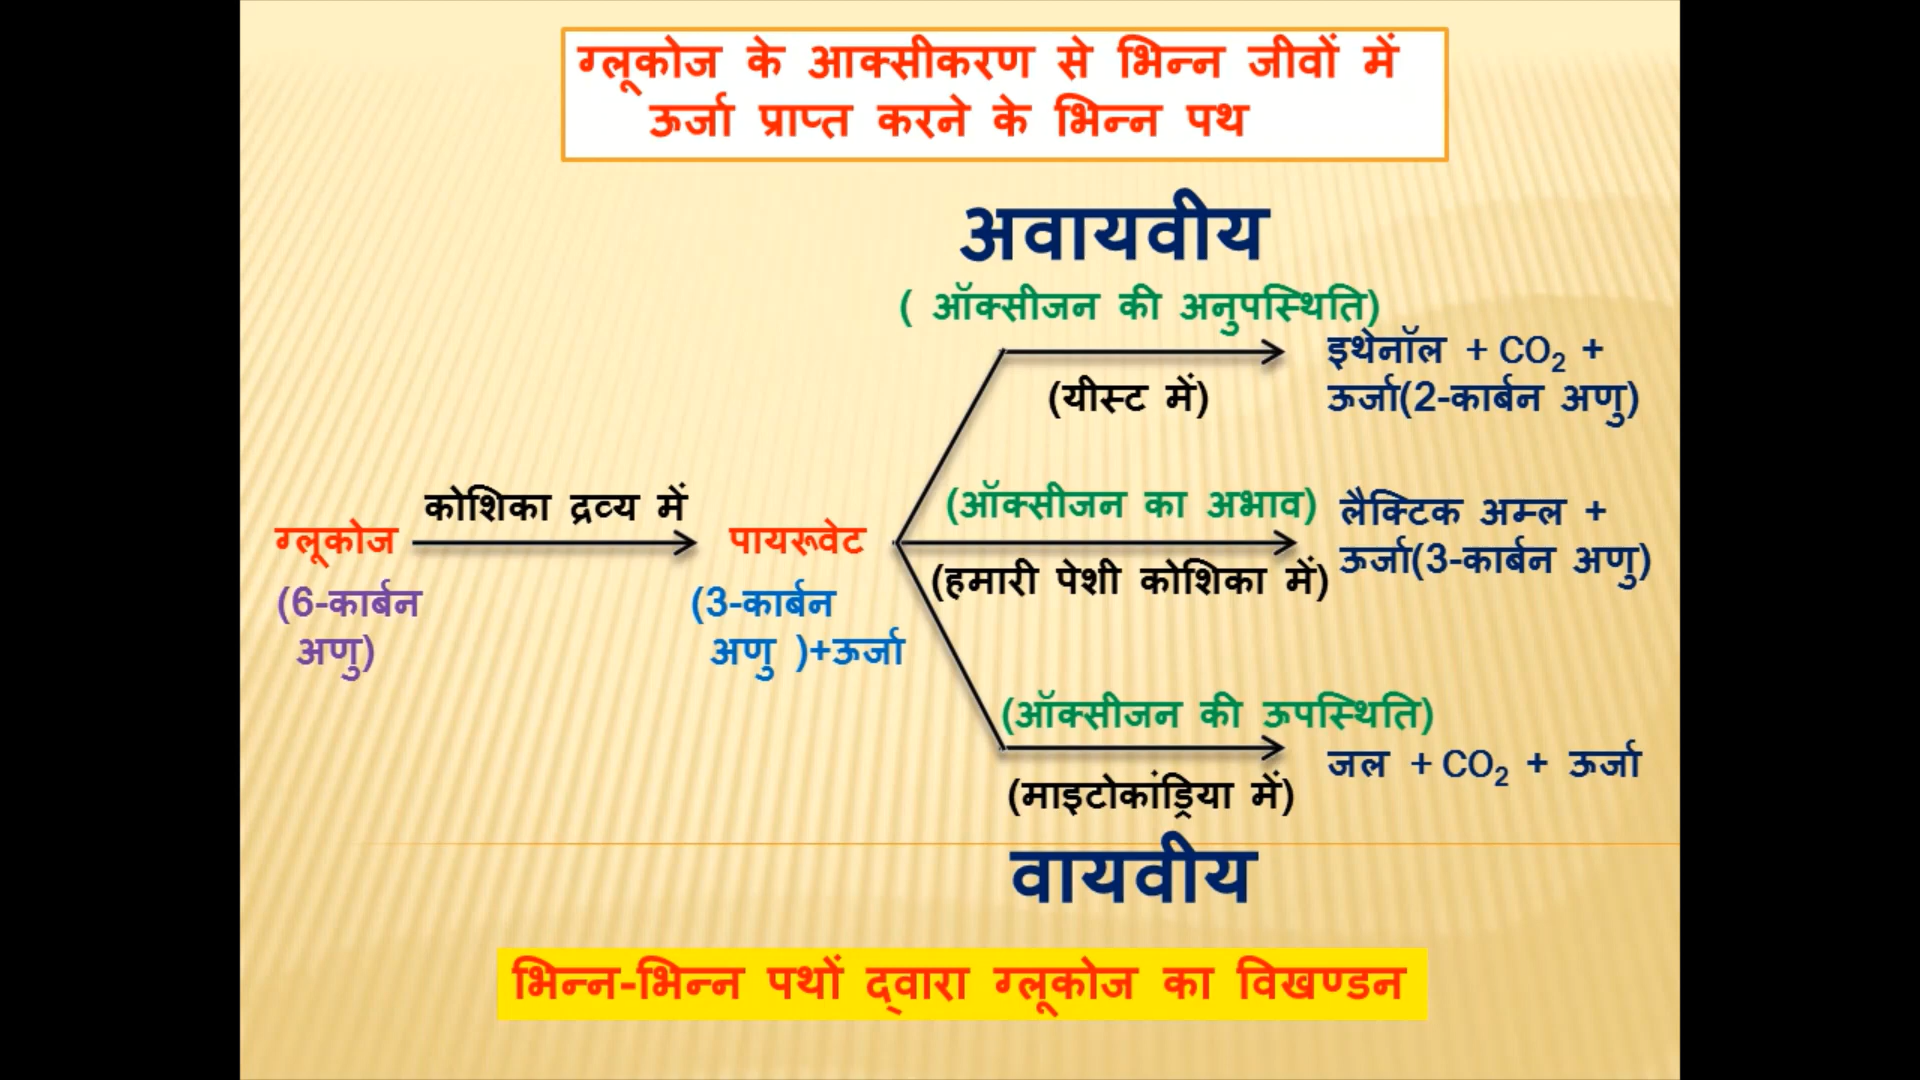 ग्लूकोज के आक्सीकरण से भिन्न जीवों में
ऊर्जा प्राप्त करने के भिन्न पथ
अवायवीय
( ऑक्सीजन की अनुपस्थिति)
(यीस्ट में)
इथेनॉल + CO₂ +
ऊर्जा(2-कार्बन अणु)
ग्लूकोज
(6-कार्बन
अणु)
कोशिका द्रव्य में
पायरूवेट
(3-कार्बन
अणु )+ऊर्जा
(ऑक्सीजन का अभाव)
(हमारी पेशी कोशिका में)
लैक्टिक अम्ल +
ऊर्जा(3-कार्बन अणु)
(ऑक्सीजन की ऊपस्थिति)
(माइटोकांड्रिया में)
जल + CO₂ + ऊर्जा
वायवीय
भिन्न-भिन्न पथों द्वारा ग्लूकोज का विखण्डन